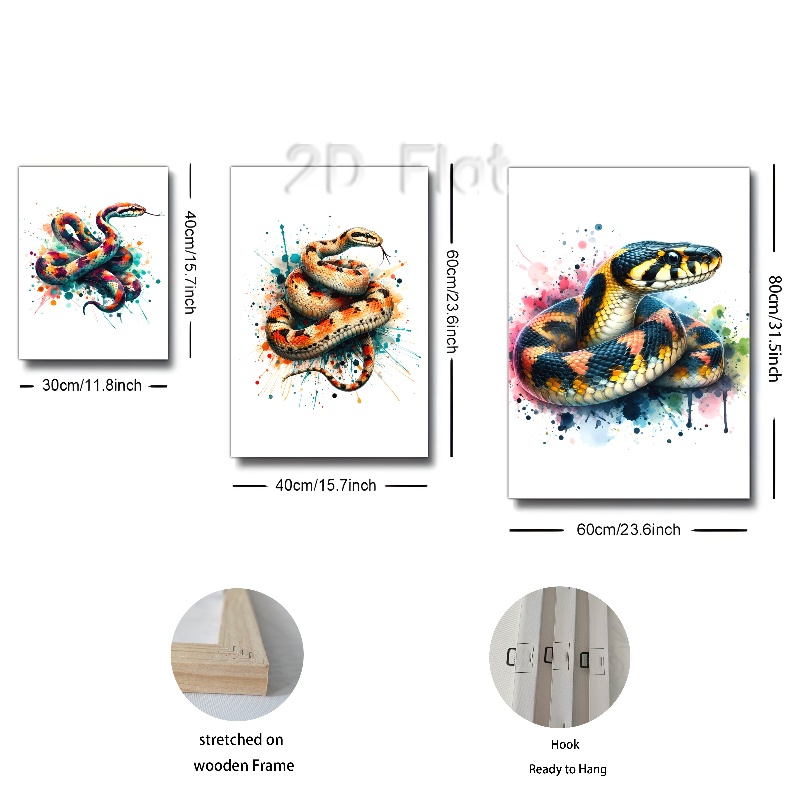 2D Flat
40cm/15.7inch
30cm/11.8inch
60cm/23.6inch
40cm/15.7inch
80cm/31.5inch
60cm/23.6inch
stretched on
wooden Frame
Hook
Ready to Hang